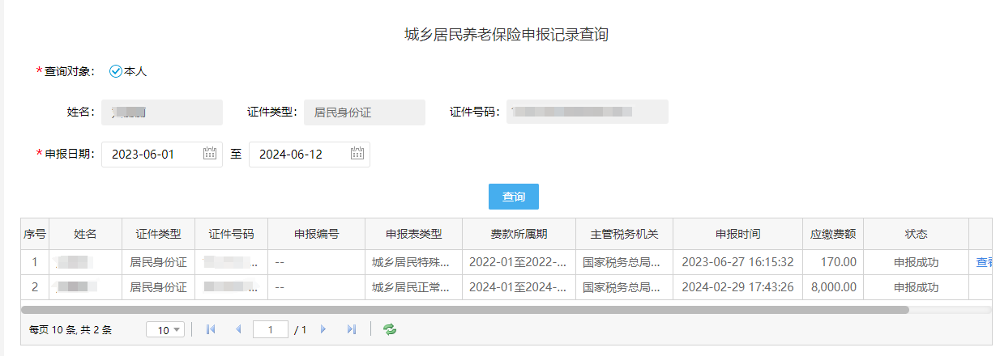 城乡居民养老保险申报记录查询
*查询对象： 本人
姓名： 证件类型： 居民身份证 证件号码：
*申报日期： 2023-06-01 至 2024-06-12
查询
序号 姓名 证件类型 证件号码 申报编号 申报表类型 费款所属期 主管税务机关 申报时间 应缴费额 状态
1 居民身份证 ... -- 城乡居民特殊... 2022-01至2022-... 国家税务总局... 2023-06-27 16:15:32 170.00 申报成功 查看
2 居民身份证 ... -- 城乡居民正常... 2024-01至2024-... 国家税务总局... 2024-02-29 17:43:26 8,000.00 申报成功
每页 10 条, 共 2 条 10 1 / 1